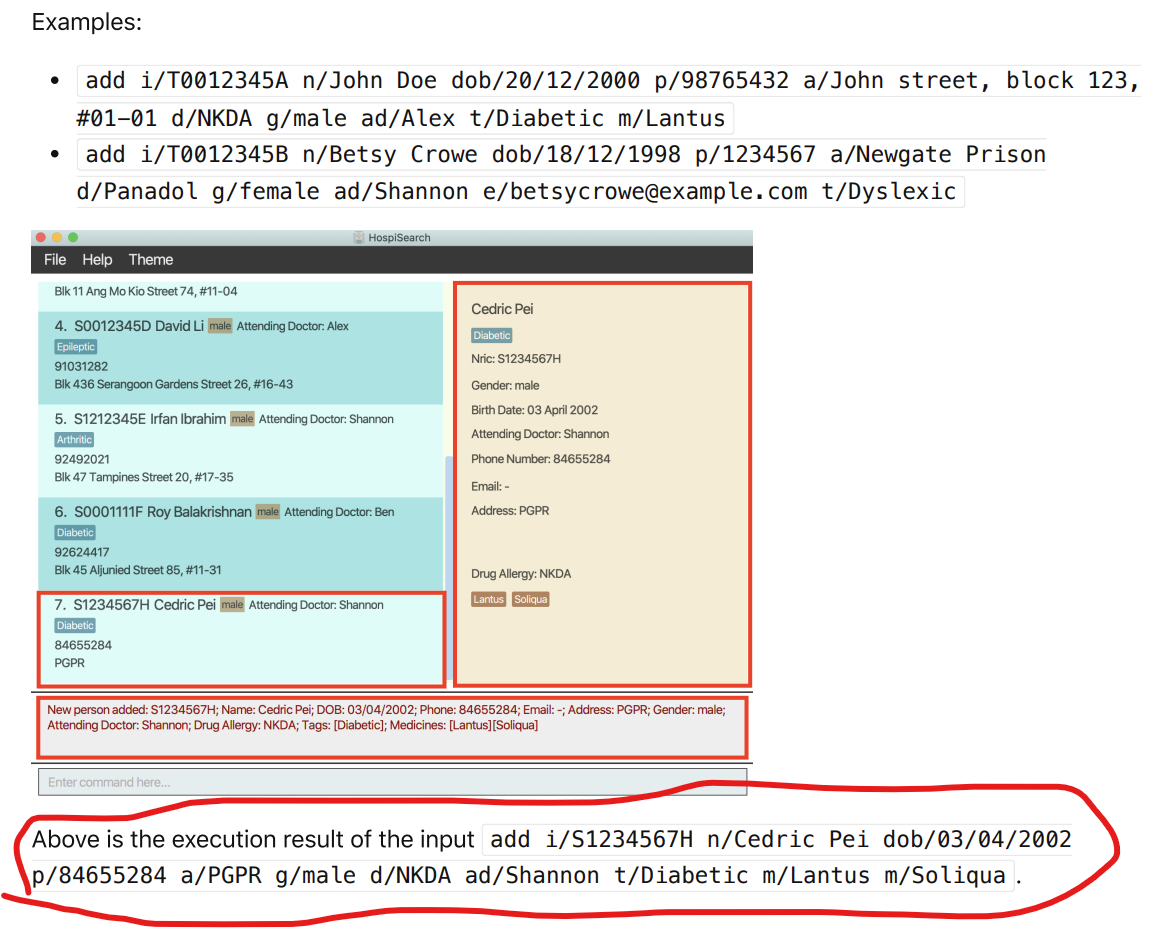 Examples:
add i/T0012345A n/John Doe dob/20/12/2000 p/98765432 a/John street, block 123,
#01-01 d/NKDA g/male ad/Alex t/Diabetic m/Lantus
add i/T0012345B n/Betsy Crowe dob/18/12/1998 p/1234567 a/Newgate Prison
d/Panadol g/female ad/Shannon e/betsycrowe@example.com t/Dyslexic
HospiSearch
File Help Theme
Blk 11 Ang Mo Kio Street 74, #11-04
4. S0012345D David Li male Attending Doctor: Alex
Epileptic
91031282
Blk 436 Serangoon Gardens Street 26, #16-43
5. S1212345E Irfan Ibrahim male Attending Doctor: Shannon
Arthritic
92492021
Blk 47 Tampines Street 20, #17-35
6. S0001111F Roy Balakrishnan male Attending Doctor: Ben
Diabetic
92624417
Blk 45 Aljunied Street 85, #11-31
7. S1234567H Cedric Pei male Attending Doctor: Shannon
Diabetic
84655284
PGPR
Cedric Pei
Diabetic
Nric: S1234567H
Gender: male
Birth Date: 03 April 2002
Attending Doctor: Shannon
Phone Number: 84655284
Email: -
Address: PGPR
Drug Allergy: NKDA
Lantus Soliqua
New person added: S1234567H; Name: Cedric Pei; DOB: 03/04/2002; Phone: 84655284; Email: -; Address: PGPR; Gender: male;
Attending Doctor: Shannon; Drug Allergy: NKDA; Tags: [Diabetic]; Medicines: [Lantus][Soliqua]
Enter command here...
Above is the execution result of the input add i/S1234567H n/Cedric Pei dob/03/04/2002
p/84655284 a/PGPR g/male d/NKDA ad/Shannon t/Diabetic m/Lantus m/Soliqua.